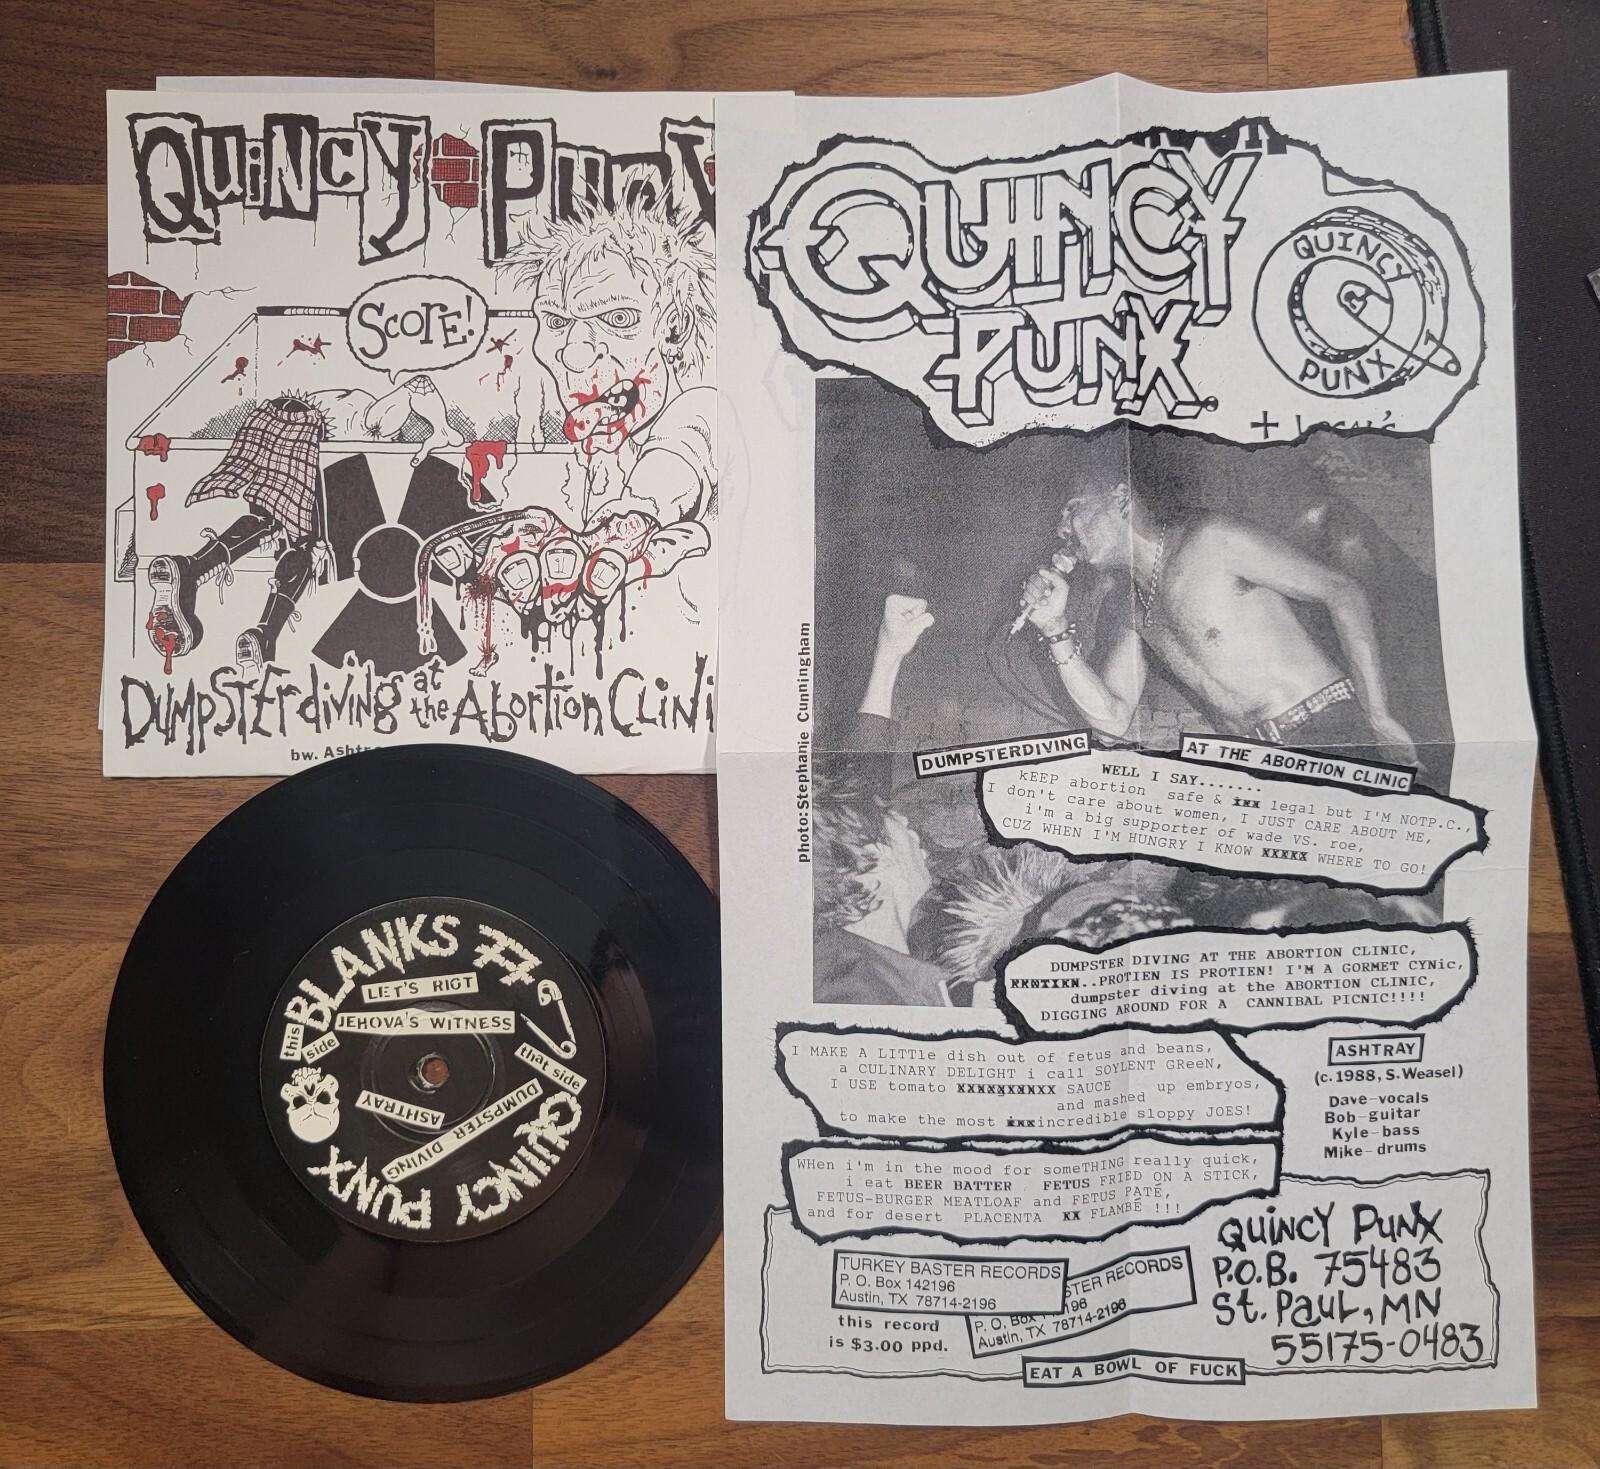 QUINCY PUNX
SCORE!
DUMPSTErdiving at the Abortion CLINi
bw. Ashtr
BLANKS 77
LET'S RIOT
JEHOVA'S WITNESS
this side
that side
ASHTRAY
DUMPSTER DIVING
QUINCY PUNX
QUINCY
PUNX
QUINCY
PUNX
+ Local's
photo: Stephanie Cunningham
DUMPSTERDIVING
AT THE ABORTION CLINIC
WELL I SAY.......
kEEP abortion safe & xxx legal but I'M NOTP.C.,
I don't care about women, I JUST CARE ABOUT ME,
i'm a big supporter of wade VS. roe,
CUZ WHEN I'M HUNGRY I KNOW XXXXX WHERE TO GO!
DUMPSTER DIVING AT THE ABORTION CLINIC,
..PROTIEN IS PROTIEN! I'M A GORMET CYNic,
dumpster diving at the ABORTION CLINIC,
DIGGING AROUND FOR A CANNIBAL PICNIC!!!!
I MAKE A LITTle dish out of fetus and beans,
a CULINARY DELIGHT i call SOYLENT GReeN,
I USE tomato XXXXXXXXXX SAUCE and mashed up embryos,
to make the most xxxincredible sloppy JOES!
WHen i'm in the mood for someTHING really quick,
i eat BEER BATTER FETUS FRIED ON A STICK,
FETUS-BURGER MEATLOAF and FETUS PATÉ,
and for desert PLACENTA XX FLAMBÉ !!!
ASHTRAY
(c.1988, S.Weasel)
Dave-vocals
Bob-guitar
Kyle-bass
Mike-drums
TURKEY BASTER RECORDS
P. O. Box 142196
Austin, TX 78714-2196
STER RECORDS
P. O. Box 196
Austin, TX 78714-2196
this record
is $3.00 ppd.
QUiNCY PUNX
P.O.B. 75483
St. PauL, MN
55175-0483
EAT A BOWL OF FUCK